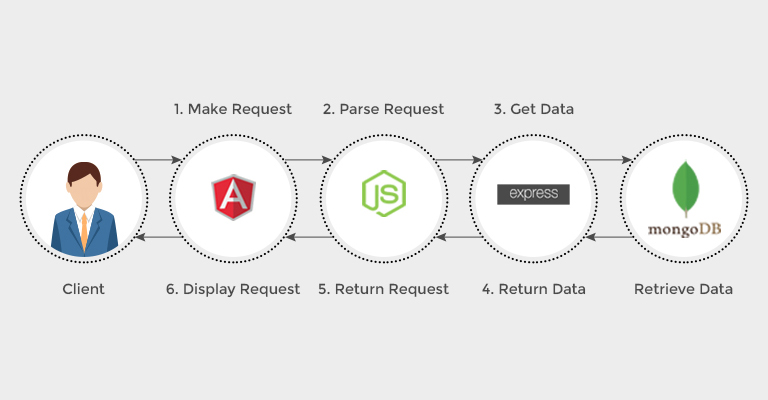 1. Make Request
2. Parse Request
3. Get Data
A
JS
express
mongoDB
Client
6. Display Request
5. Return Request
4. Return Data
Retrieve Data